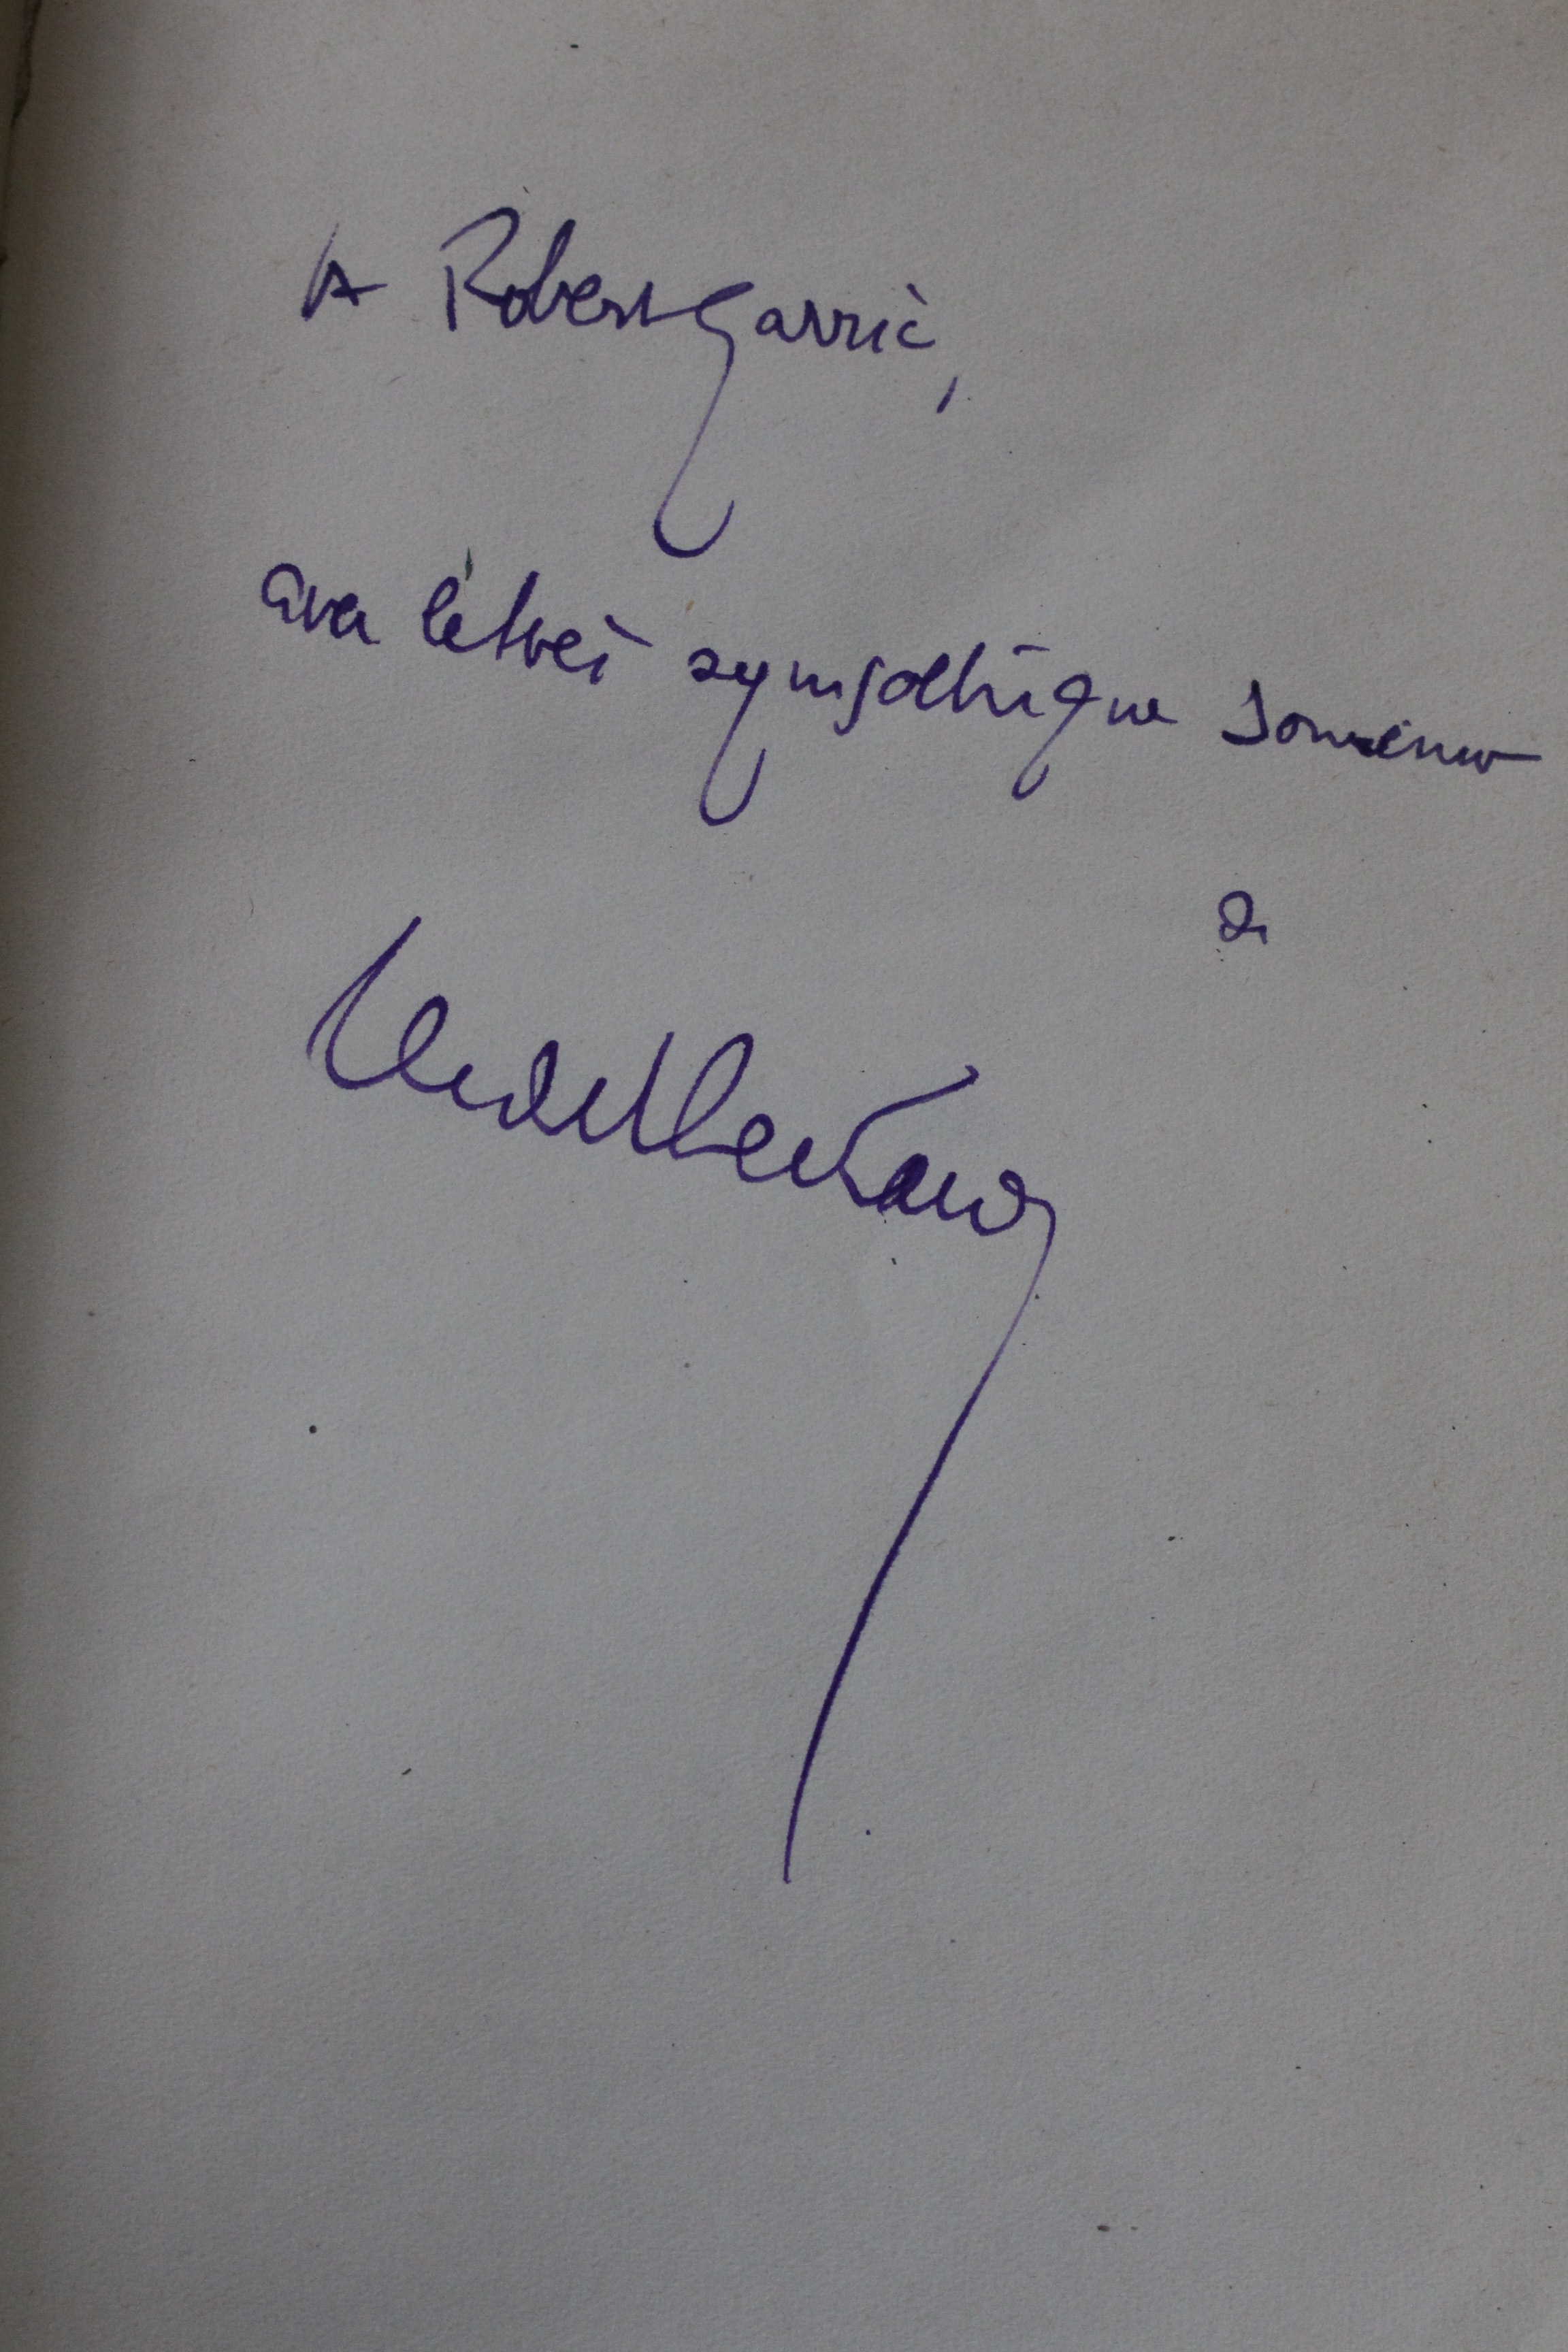 A Robert Garric,
avec le très sympathique souvenir
de